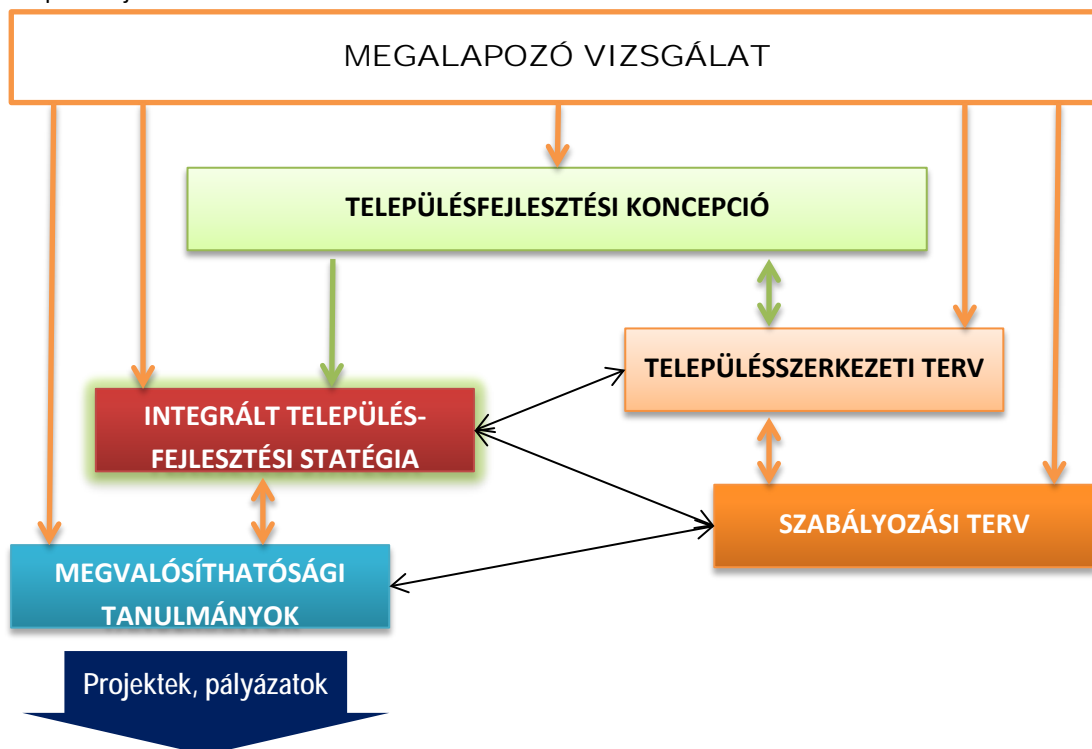 MEGALAPOZÓ VIZSGÁLAT
TELEPÜLÉSFEJLESZTÉSI KONCEPCIÓ
TELEPÜLÉSSZERKEZETI TERV
INTEGRÁLT TELEPÜLÉS-
FEJLESZTÉSI STATÉGIA
SZABÁLYOZÁSI TERV
MEGVALÓSÍTHATÓSÁGI
TANULMÁNYOK
Projektek, pályázatok